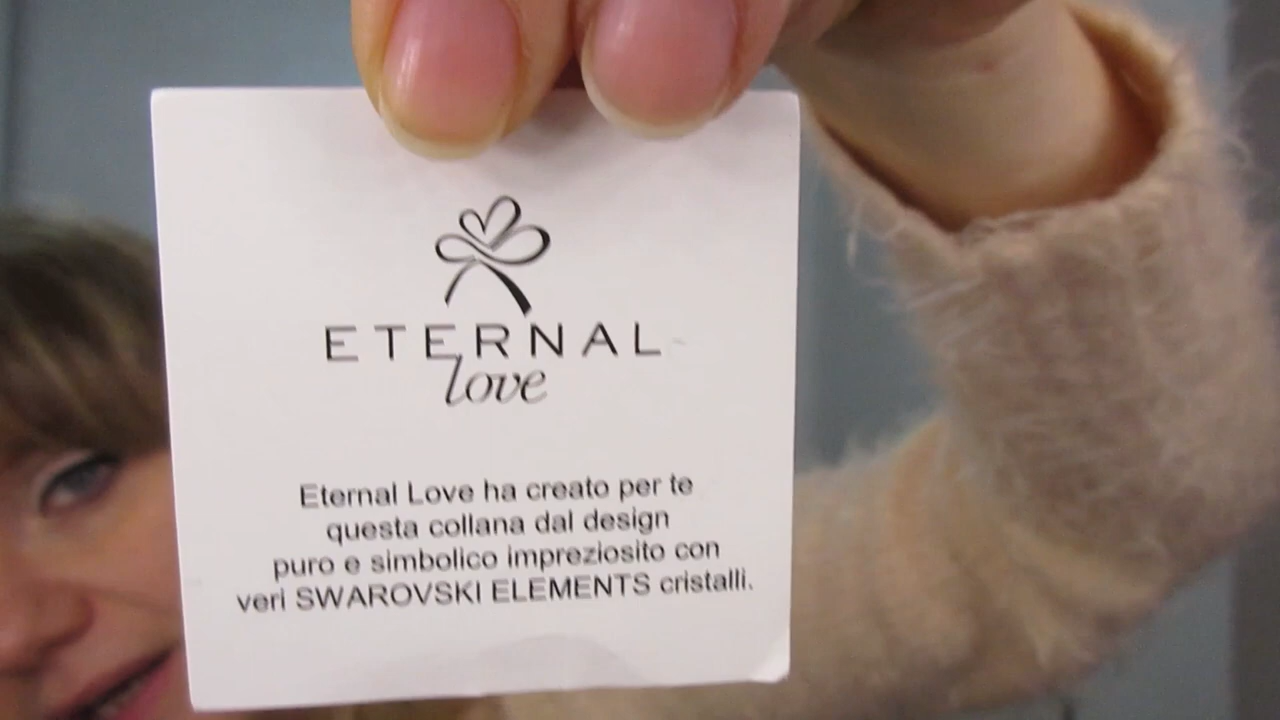 ETERNAL
love
Eternal Love ha creato per te
questa collana dal design
puro e simbolico impreziosito con
veri SWAROVSKI ELEMENTS cristalli.